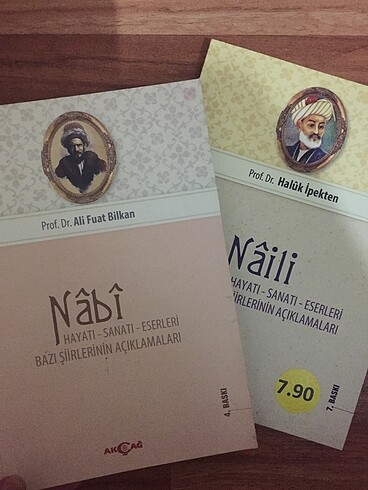 Prof. Dr. Ali Fuat Bilkan
Nâbî
HAYATI - SANATI - ESERLERİ
BAZI ŞİİRLERİNİN AÇIKLAMALARI
4. BASKI
AKÇAĞ
Prof. Dr. Halûk İpekten
Nâili
HAYATI - SANATI - ESERLERİ
ŞİİRLERİNİN AÇIKLAMALARI
7.90
7. BASKI